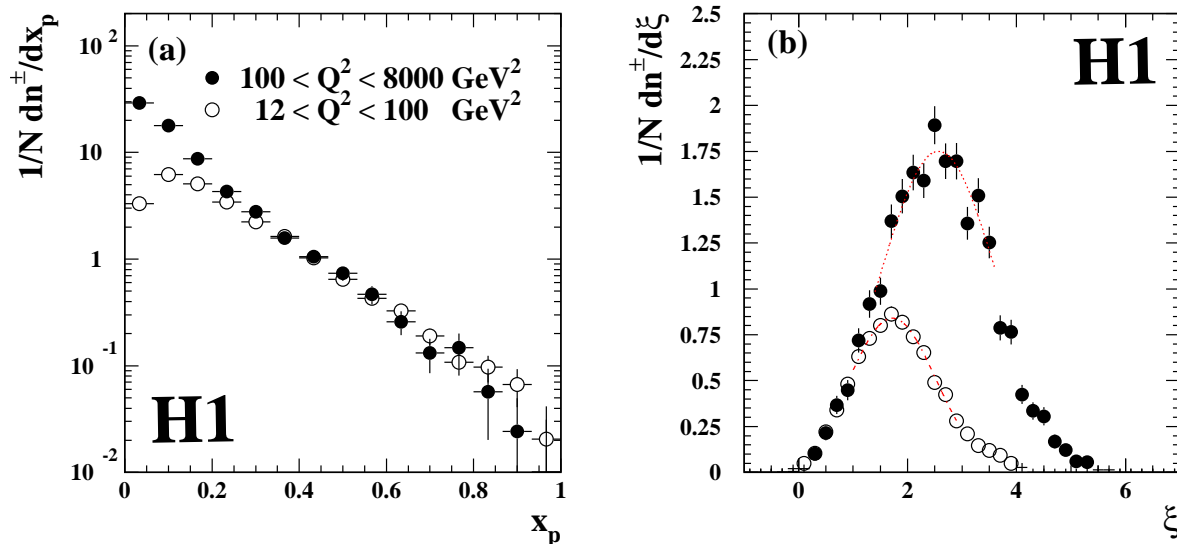 1/N dn±/dx_p
10²
10
1
10⁻¹
10⁻²
(a)
100 < Q² < 8000 GeV²
12 < Q² < 100 GeV²
H1
0 0.2 0.4 0.6 0.8 1
x_p
1/N dn±/dξ
2.5
2.25
2
1.75
1.5
1.25
1
0.75
0.5
0.25
0
(b)
H1
0 2 4 6
ξ